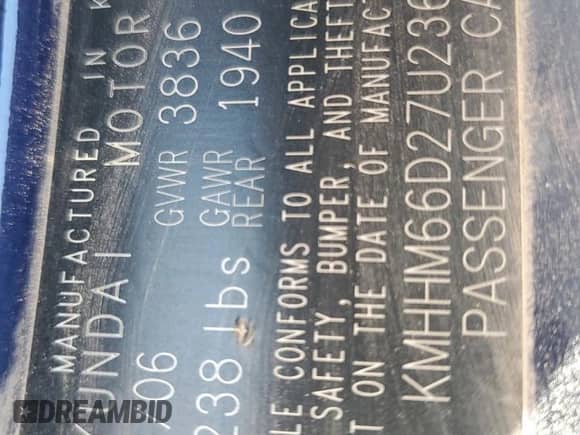 MANUFACTURED IN
UNDAI MOTOR
/06 GVWR 3836
238 lbs GAWR REAR 1940
LE CONFORMS TO ALL APPLICA
SAFETY, BUMPER, AND THEFT
T ON THE DATE OF MANUFAC
KMHHM66D27U236
PASSENGER CA
DREAMBID